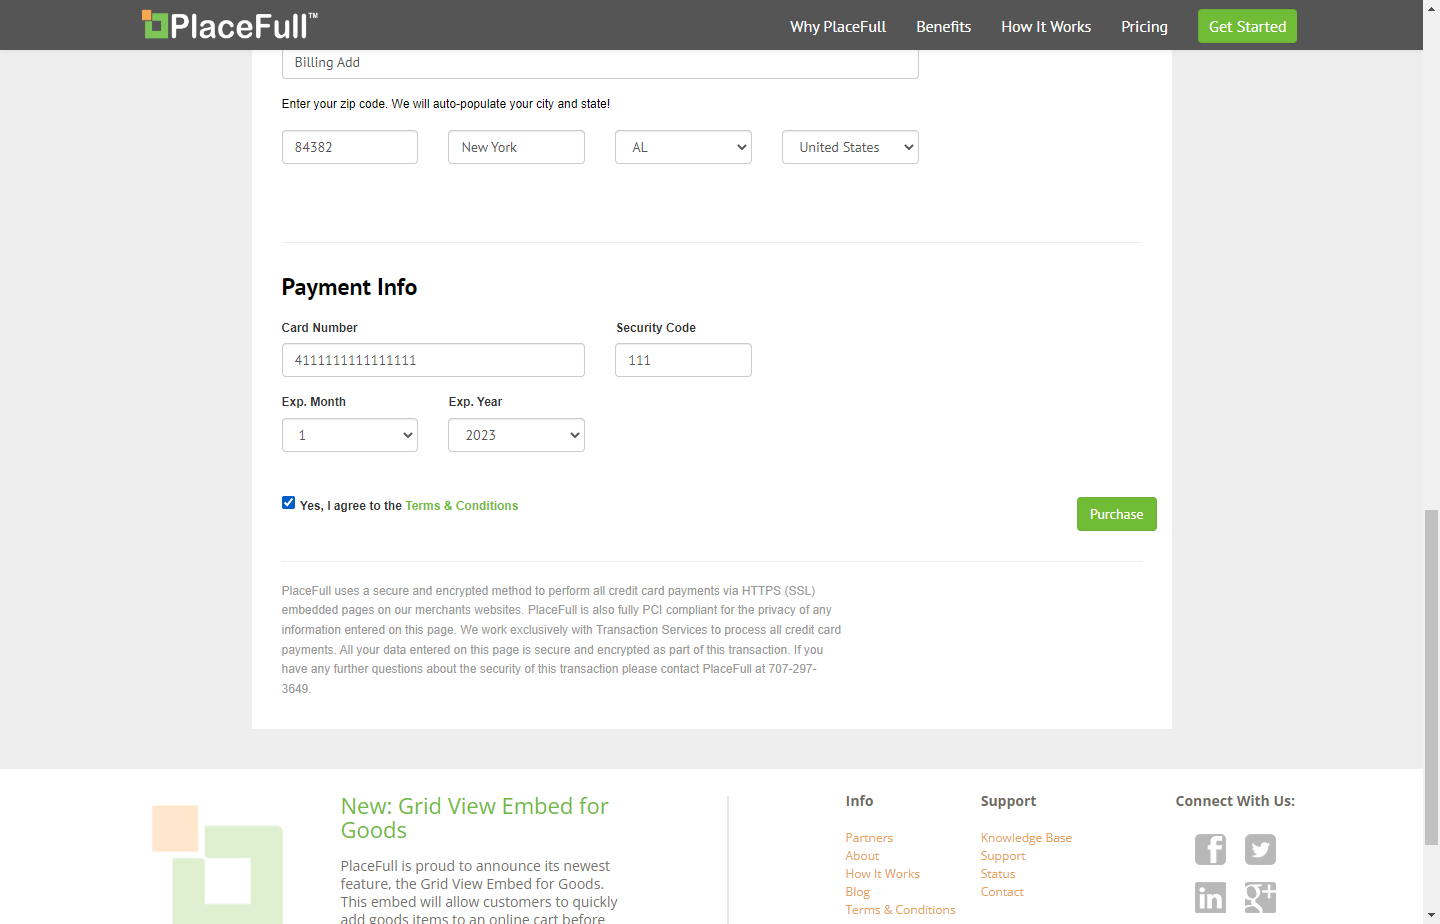 PlaceFull™
Why PlaceFull
Benefits
How It Works
Pricing
Get Started
Billing Add
Enter your zip code. We will auto-populate your city and state!
84382
New York
AL
United States
Payment Info
Card Number
Security Code
4111111111111111
111
Exp. Month
Exp. Year
1
2023
Yes, I agree to the Terms & Conditions
Purchase
PlaceFull uses a secure and encrypted method to perform all credit card payments via HTTPS (SSL)
embedded pages on our merchants websites. PlaceFull is also fully PCI compliant for the privacy of any
information entered on this page. We work exclusively with Transaction Services to process all credit card
payments. All your data entered on this page is secure and encrypted as part of this transaction. If you
have any further questions about the security of this transaction please contact PlaceFull at 707-297-
3649.
New: Grid View Embed for
Goods
PlaceFull is proud to announce its newest
feature, the Grid View Embed for Goods.
This embed will allow customers to quickly
add goods items to an online cart before
Info
Partners
About
How It Works
Blog
Terms & Conditions
Support
Knowledge Base
Support
Status
Contact
Connect With Us: